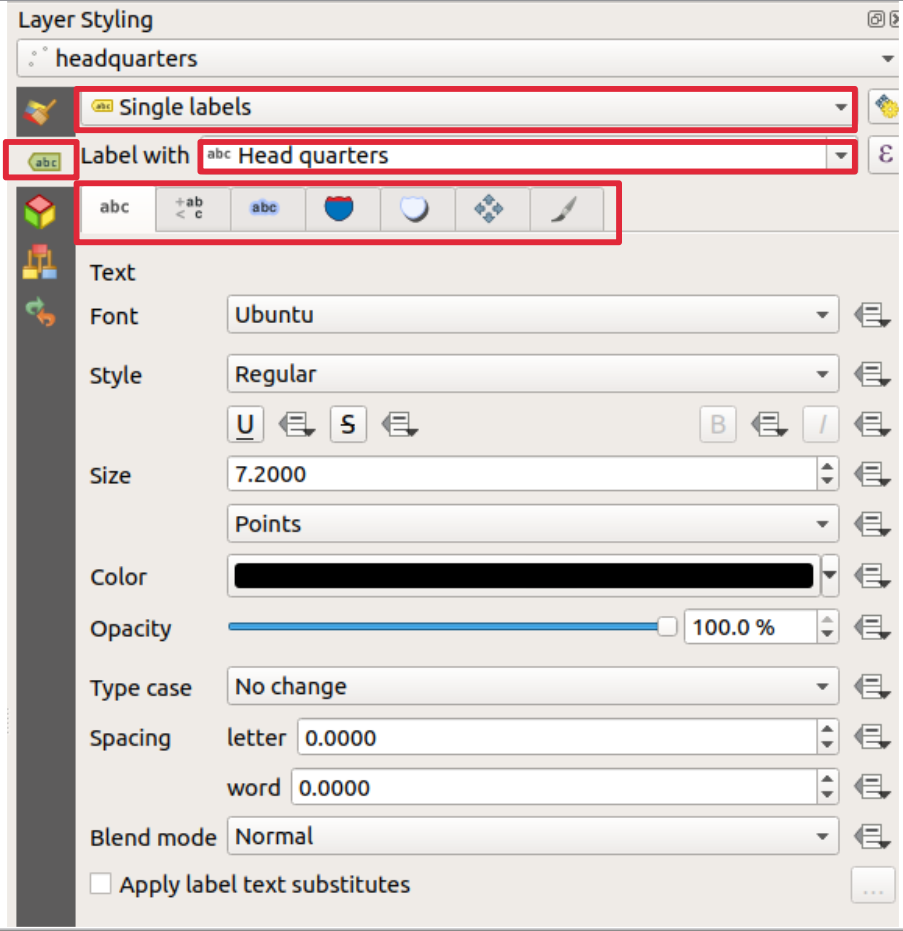 Layer Styling
headquarters
abc Single labels
abc Label with abc Head quarters ε
abc +ab < c abc
Text
Font Ubuntu
Style Regular
U S B I
Size 7.2000
Points
Color
Opacity 100.0 %
Type case No change
Spacing letter 0.0000
word 0.0000
Blend mode Normal
Apply label text substitutes ...